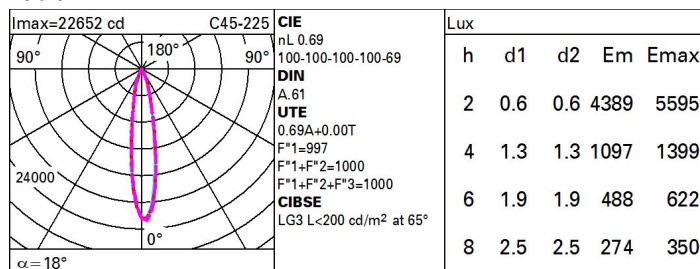 Imax=22652 cd C45-225
90° 180° 90°
24000
0°
α=18°
CIE
nL 0.69
100-100-100-100-69
DIN
A.61
UTE
0.69A+0.00T
F"1=997
F"1+F"2=1000
F"1+F"2+F"3=1000
CIBSE
LG3 L<200 cd/m² at 65°
Lux
h d1 d2 Em Emax
2 0.6 0.6 4389 5595
4 1.3 1.3 1097 1399
6 1.9 1.9 488 622
8 2.5 2.5 274 350